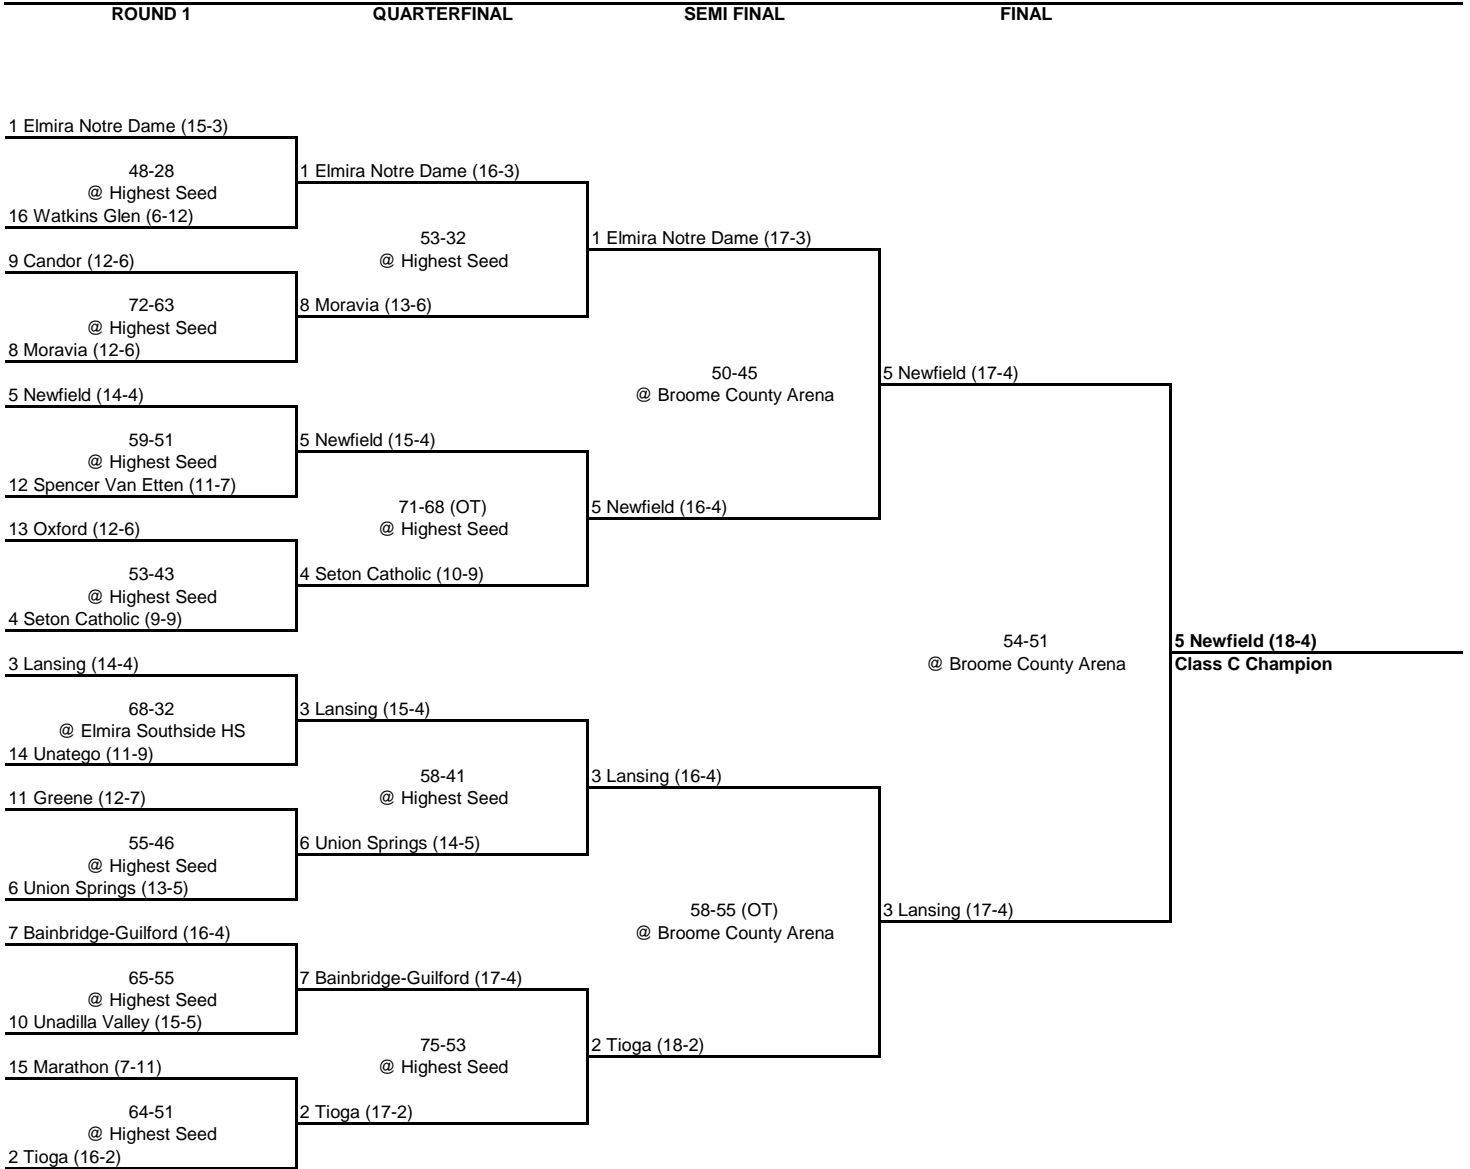 ROUND 1 QUARTERFINAL SEMI FINAL FINAL
1 Elmira Notre Dame (15-3)
48-28
@ Highest Seed
16 Watkins Glen (6-12)
9 Candor (12-6)
72-63
@ Highest Seed
8 Moravia (12-6)
5 Newfield (14-4)
59-51
@ Highest Seed
12 Spencer Van Etten (11-7)
13 Oxford (12-6)
53-43
@ Highest Seed
4 Seton Catholic (9-9)
3 Lansing (14-4)
68-32
@ Elmira Southside HS
14 Unatego (11-9)
11 Greene (12-7)
55-46
@ Highest Seed
6 Union Springs (13-5)
7 Bainbridge-Guilford (16-4)
65-55
@ Highest Seed
10 Unadilla Valley (15-5)
15 Marathon (7-11)
64-51
@ Highest Seed
2 Tioga (16-2)
1 Elmira Notre Dame (16-3)
53-32
@ Highest Seed
8 Moravia (13-6)
5 Newfield (15-4)
71-68 (OT)
@ Highest Seed
4 Seton Catholic (10-9)
3 Lansing (15-4)
58-41
@ Highest Seed
6 Union Springs (14-5)
7 Bainbridge-Guilford (17-4)
75-53
@ Highest Seed
2 Tioga (17-2)
1 Elmira Notre Dame (17-3)
50-45
@ Broome County Arena
5 Newfield (16-4)
3 Lansing (16-4)
58-55 (OT)
@ Broome County Arena
2 Tioga (18-2)
5 Newfield (17-4)
54-51
@ Broome County Arena
3 Lansing (17-4)
5 Newfield (18-4)
Class C Champion